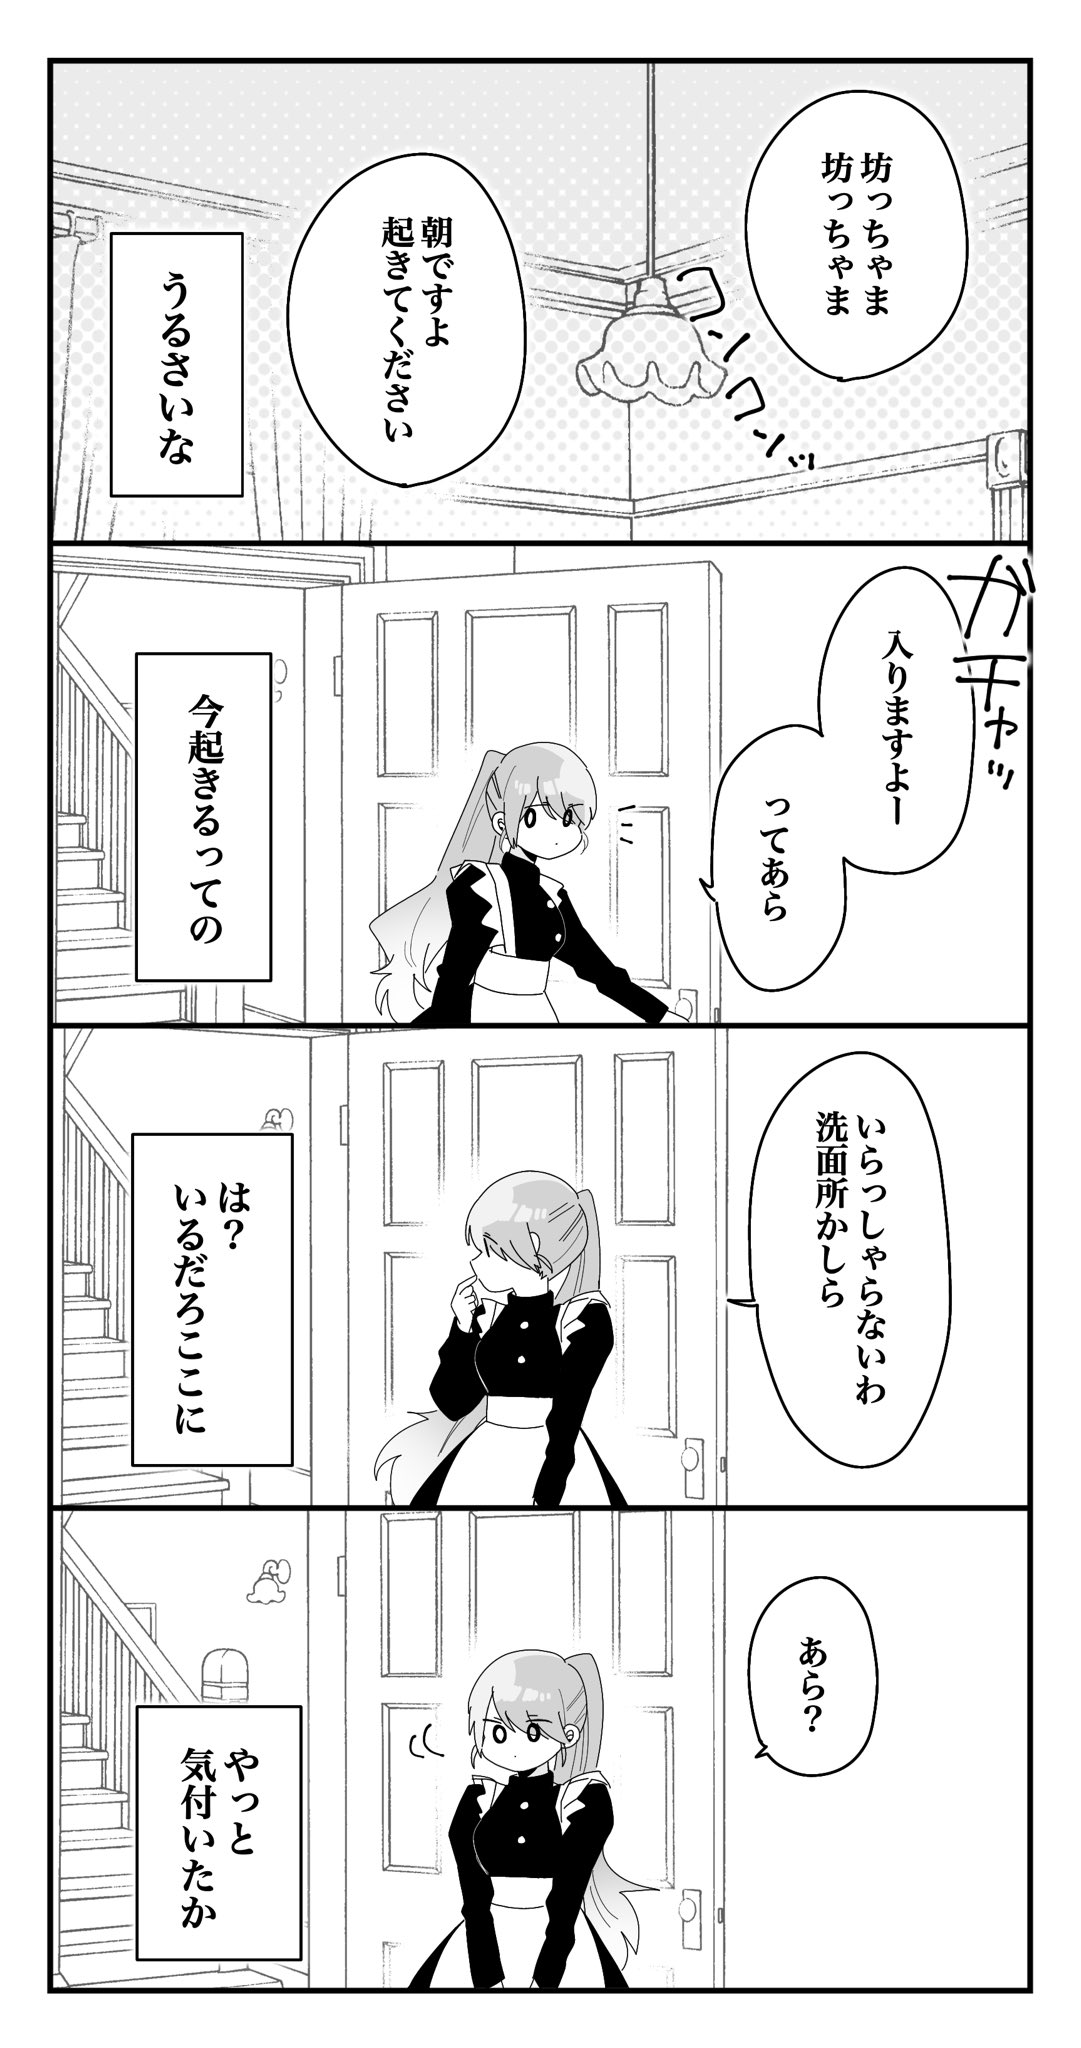 坊っちゃま
坊っちゃま
コンコンッ
朝ですよ
起きてください
うるさいな
ガチャッ
入りますよー
ってあら
今起きるっての
いらっしゃらないわ
洗面所かしら
は?
いるだろここに
あら?
やっと
気付いたか